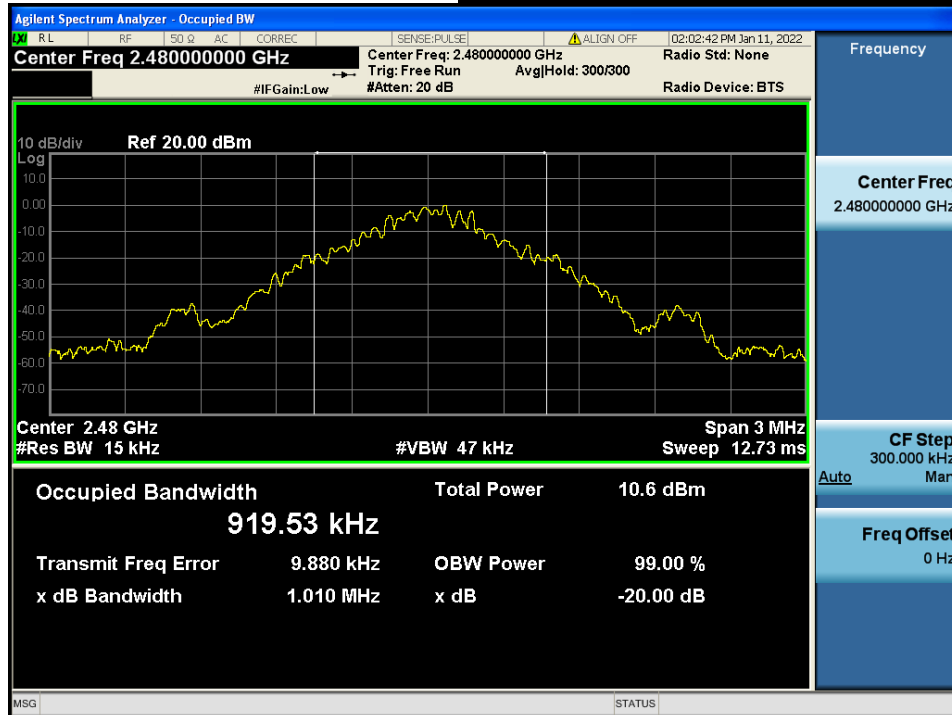 Agilent Spectrum Analyzer - Occupied BW
LXI RL RF 50 Ω AC CORREC SENSE:PULSE ALIGN OFF 02:02:42 PM Jan 11, 2022
Center Freq 2.480000000 GHz
Center Freq: 2.480000000 GHz
Radio Std: None
Trig: Free Run Avg|Hold: 300/300
#IFGain:Low
#Atten: 20 dB
Radio Device: BTS
Frequency
10 dB/div Ref 20.00 dBm
Log
10.0
0.00
-10.0
-20.0
-30.0
-40.0
-50.0
-60.0
-70.0
Center 2.48 GHz Span 3 MHz
#Res BW 15 kHz #VBW 47 kHz Sweep 12.73 ms
Occupied Bandwidth Total Power 10.6 dBm
919.53 kHz
Transmit Freq Error 9.880 kHz OBW Power 99.00 %
x dB Bandwidth 1.010 MHz x dB -20.00 dB
Center Freq
2.480000000 GHz
CF Step
300.000 kHz
Auto Man
Freq Offset
0 Hz
MSG STATUS